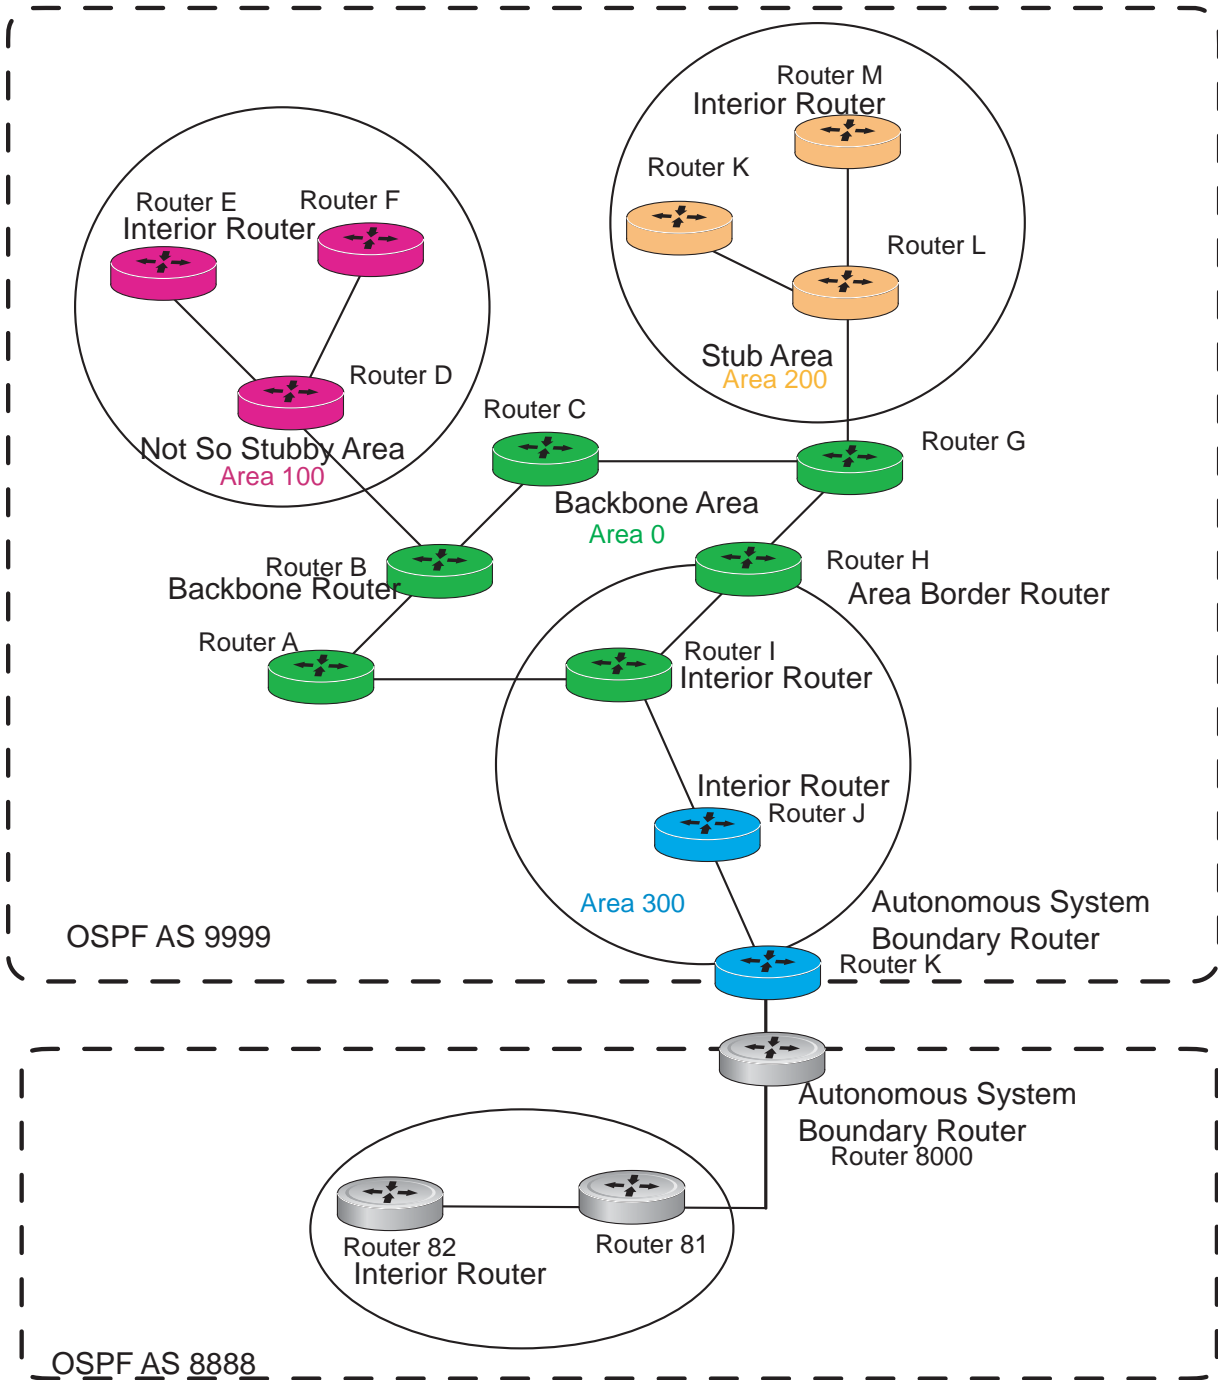 Router M
Interior Router
Router K
Router E
Interior Router
Router F
Router L
Stub Area
Area 200
Router D
Router C
Router G
Not So Stubby Area
Area 100
Backbone Area
Area 0
Router B
Backbone Router
Router H
Area Border Router
Router A
Router I
Interior Router
Interior Router
Router J
Area 300
Autonomous System
Boundary Router
Router K
OSPF AS 9999
Autonomous System
Boundary Router
Router 8000
Router 82
Interior Router
Router 81
OSPF AS 8888